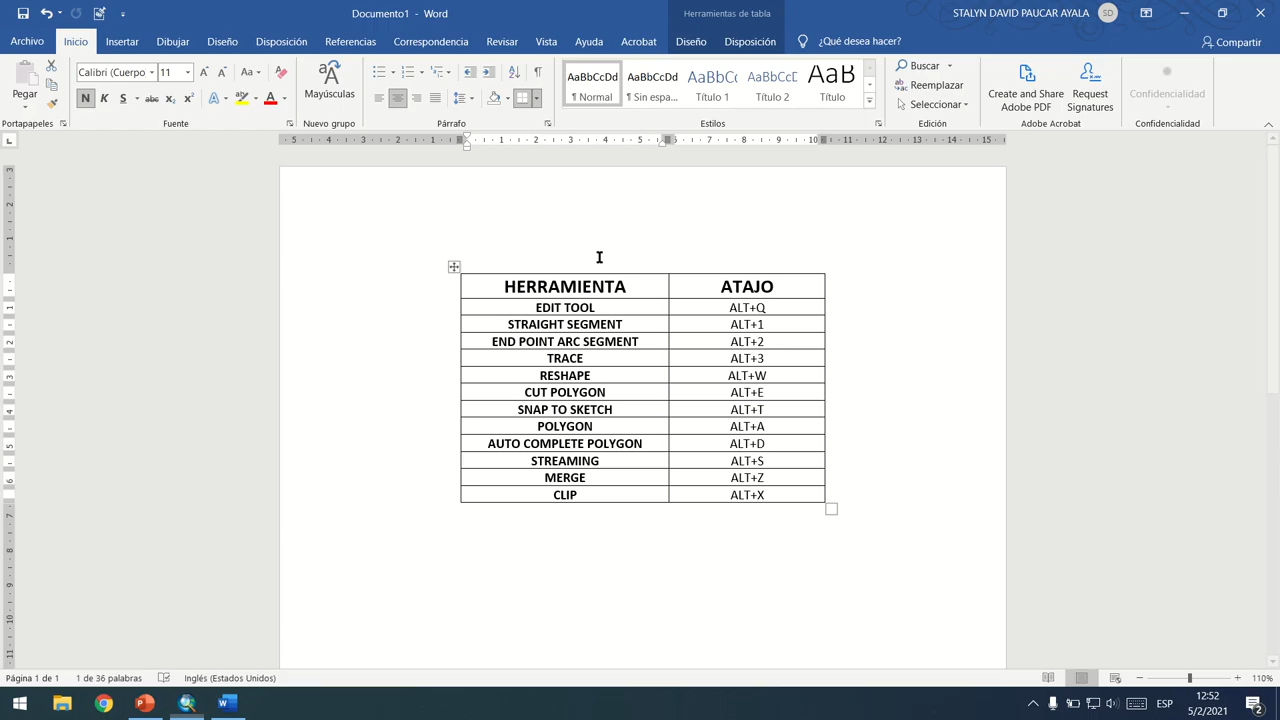 Documento1 - Word
Herramientas de tabla
STALYN DAVID PAUCAR AYALA
SD
Archivo Inicio Insertar Dibujar Diseño Disposición Referencias Correspondencia Revisar Vista Ayuda Acrobat Diseño Disposición ¿Qué desea hacer? Compartir
Pegar
Calibri (Cuerpo 11
Mayúsculas
N K S abc x₂ x²
AaBbCcDd AaBbCcDd AaBbCc AaBbCcD AaB
¶ Normal ¶ Sin espa... Título 1 Título 2 Título
Buscar
Reemplazar
Seleccionar
Create and Share
Adobe PDF
Request
Signatures
Confidencialidad
Portapapeles Fuente Nuevo grupo Párrafo Estilos Edición Adobe Acrobat Confidencialidad
HERRAMIENTA ATAJO
EDIT TOOL ALT+Q
STRAIGHT SEGMENT ALT+1
END POINT ARC SEGMENT ALT+2
TRACE ALT+3
RESHAPE ALT+W
CUT POLYGON ALT+E
SNAP TO SKETCH ALT+T
POLYGON ALT+A
AUTO COMPLETE POLYGON ALT+D
STREAMING ALT+S
MERGE ALT+Z
CLIP ALT+X
Página 1 de 1 1 de 36 palabras Inglés (Estados Unidos) 110%
ESP
12:52
5/2/2021
2